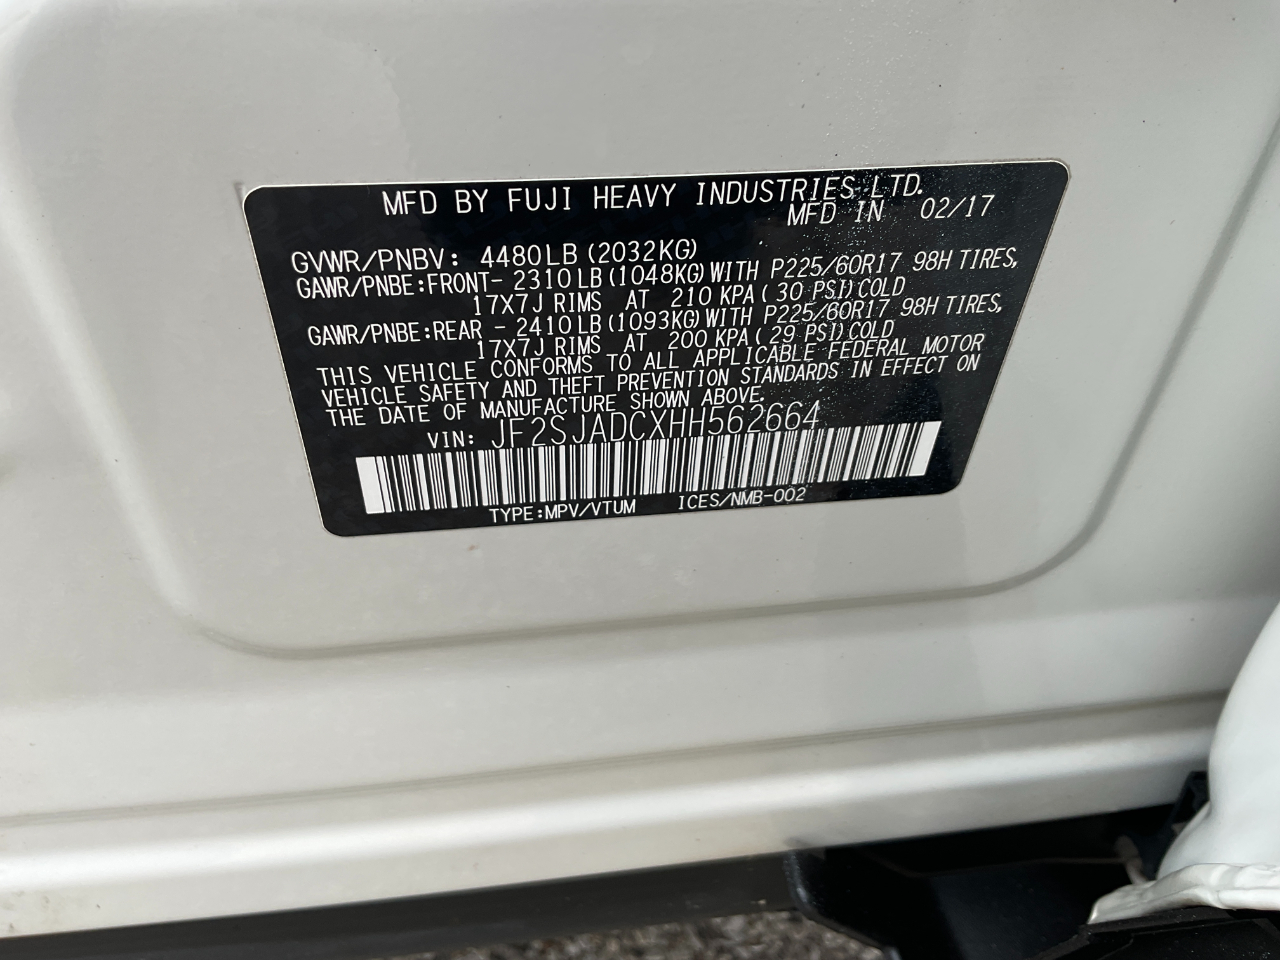 MFD BY FUJI HEAVY INDUSTRIES LTD.
MFD IN 02/17
GVWR/PNBV: 4480LB (2032KG)
GAWR/PNBE:FRONT- 2310LB (1048KG) WITH P225/60R17 98H TIRES,
17X7J RIMS AT 210 KPA (30 PSI) COLD
GAWR/PNBE:REAR - 2410LB (1093KG) WITH P225/60R17 98H TIRES,
17X7J RIMS AT 200 KPA (29 PSI) COLD
THIS VEHICLE CONFORMS TO ALL APPLICABLE FEDERAL MOTOR
VEHICLE SAFETY AND THEFT PREVENTION STANDARDS IN EFFECT ON
THE DATE OF MANUFACTURE SHOWN ABOVE.
VIN: JF2SJADCXHH562664
TYPE:MPV/VTUM ICES/NMB-002